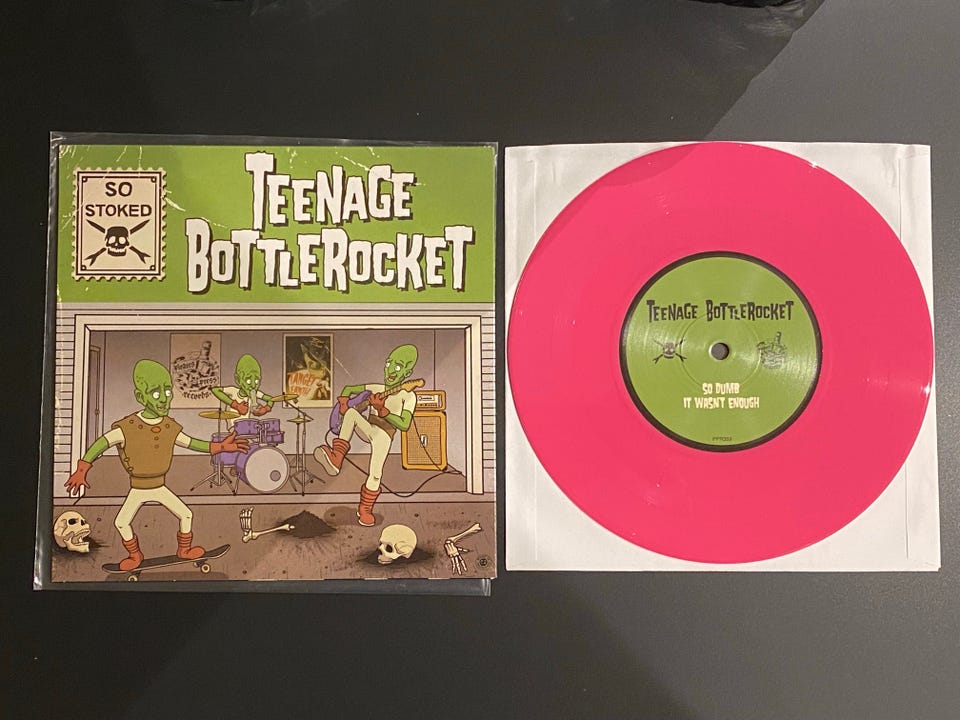 SO
STOKED
TEENAGE
BOTTLEROCKET
TEENAGE BOTTLEROCKET
SO DUMB
IT WASN'T ENOUGH